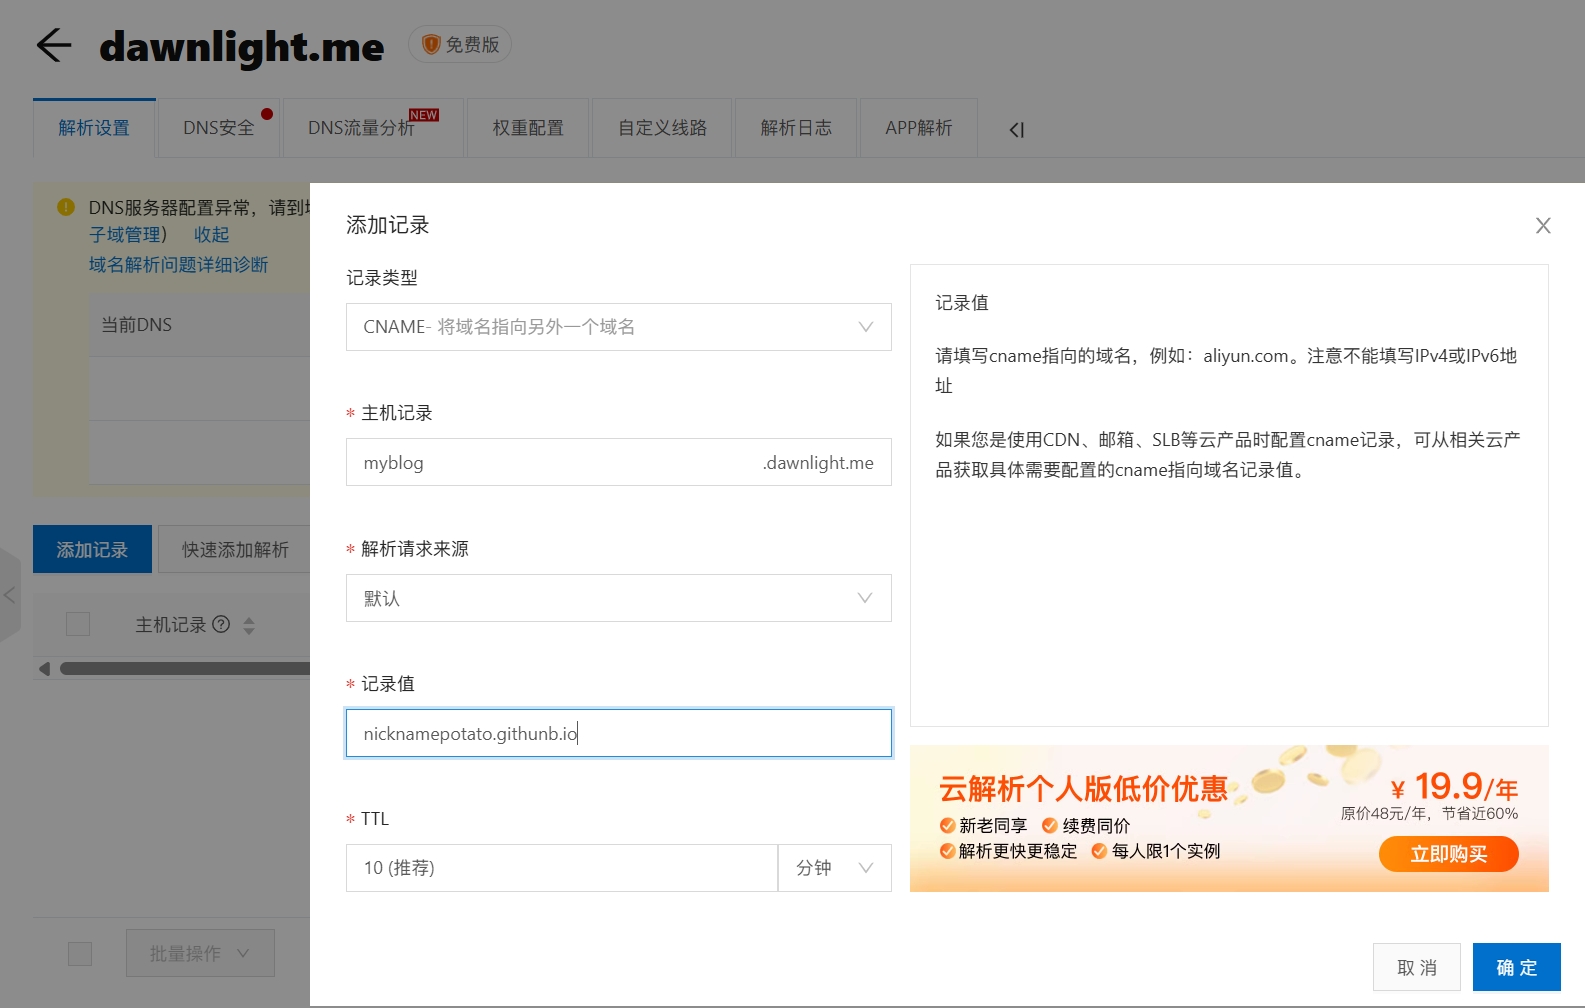 dawnlight.me
免费版
解析设置
DNS安全
DNS流量分析
NEW
权重配置
自定义线路
解析日志
APP解析
DNS服务器配置异常，请到
子域管理） 收起
域名解析问题详细诊断
当前DNS
添加记录
快速添加解析
主机记录
批量操作
添加记录
记录类型
CNAME- 将域名指向另外一个域名
* 主机记录
myblog
.dawnlight.me
* 解析请求来源
默认
* 记录值
nicknamepotato.githunb.io
* TTL
10 (推荐)
分钟
记录值
请填写cname指向的域名，例如：aliyun.com。注意不能填写IPv4或IPv6地
址
如果您是使用CDN、邮箱、SLB等云产品时配置cname记录，可从相关云产
品获取具体需要配置的cname指向域名记录值。
云解析个人版低价优惠
¥ 19.9/年
原价48元/年，节省近60%
新老同享 续费同价
解析更快更稳定 每人限1个实例
立即购买
取 消
确 定